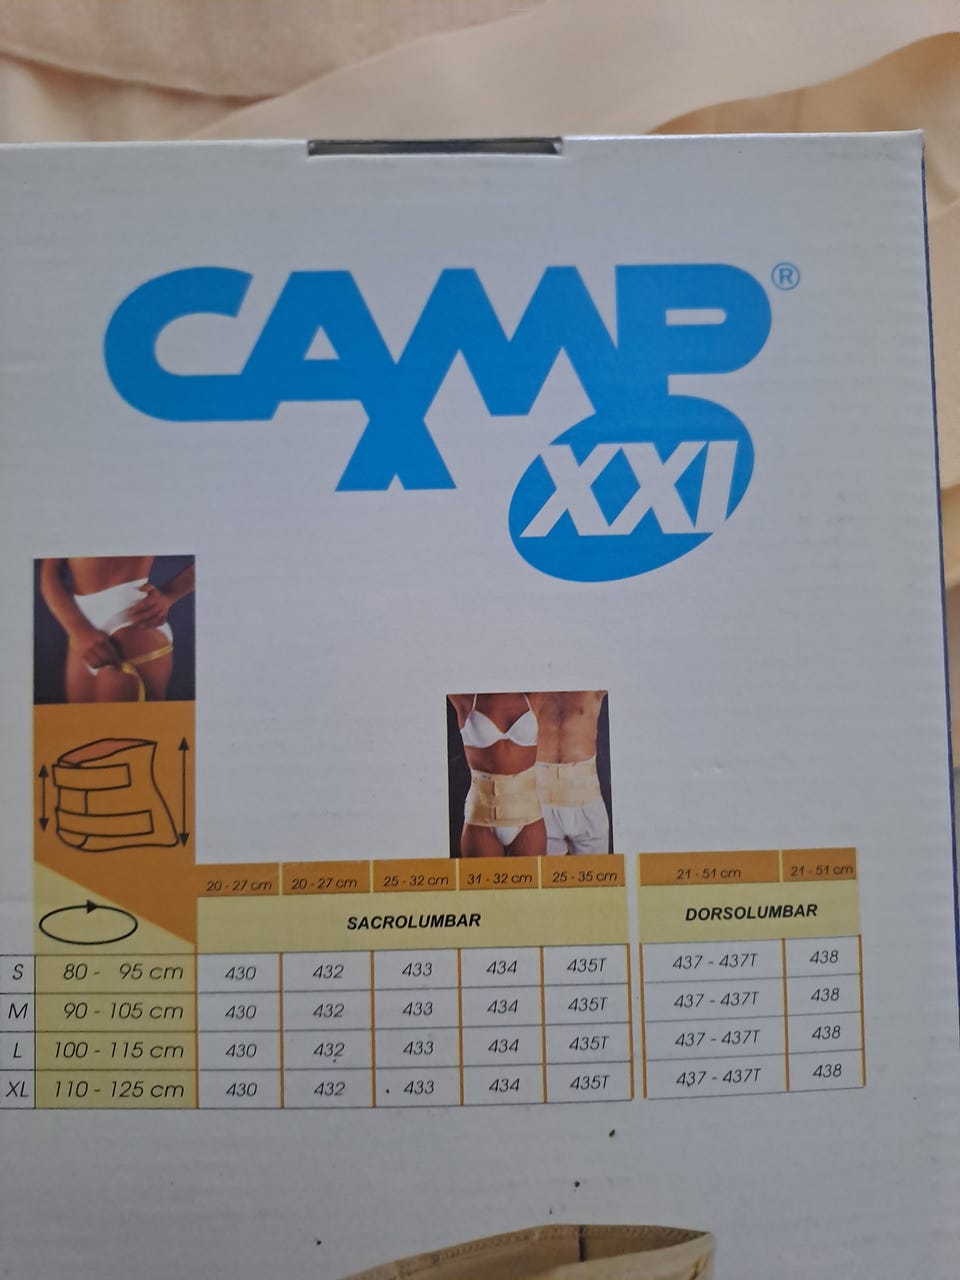 CAMP®
XXI
20 - 27 cm 20 - 27 cm 25 - 32 cm 31 - 32 cm 25 - 35 cm 21 - 51 cm 21 - 51 cm
SACROLUMBAR DORSOLUMBAR
S 80 - 95 cm 430 432 433 434 435T 437 - 437T 438
M 90 - 105 cm 430 432 433 434 435T 437 - 437T 438
L 100 - 115 cm 430 432 433 434 435T 437 - 437T 438
XL 110 - 125 cm 430 432 433 434 435T 437 - 437T 438